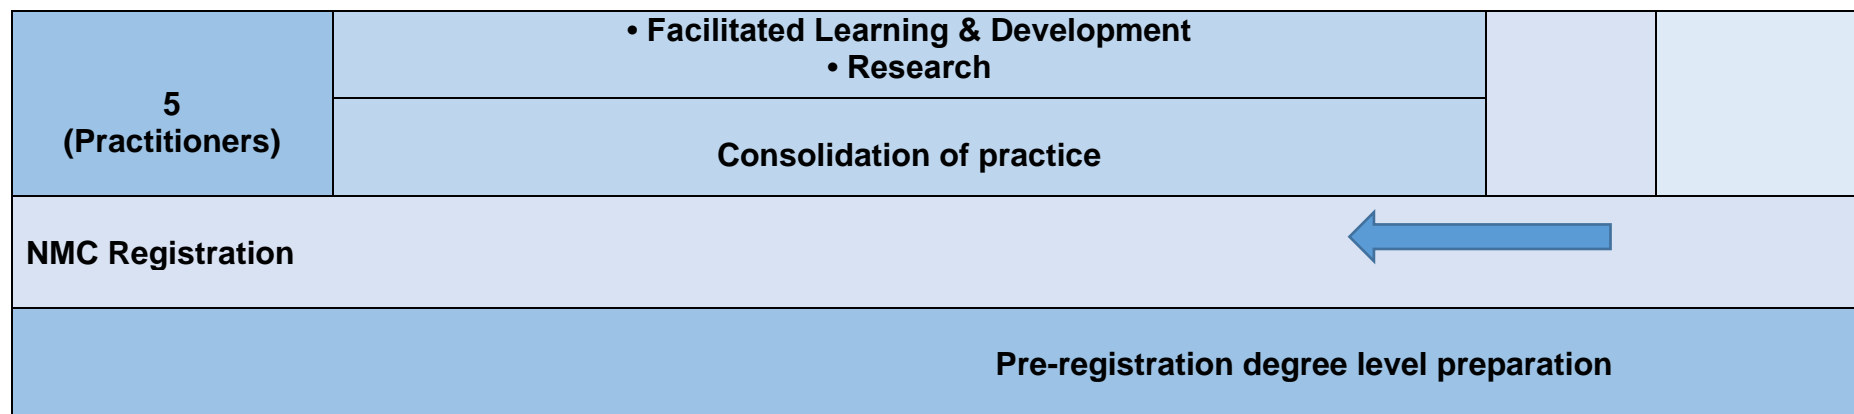 5
(Practitioners)
• Facilitated Learning & Development
• Research
Consolidation of practice
NMC Registration
Pre-registration degree level preparation